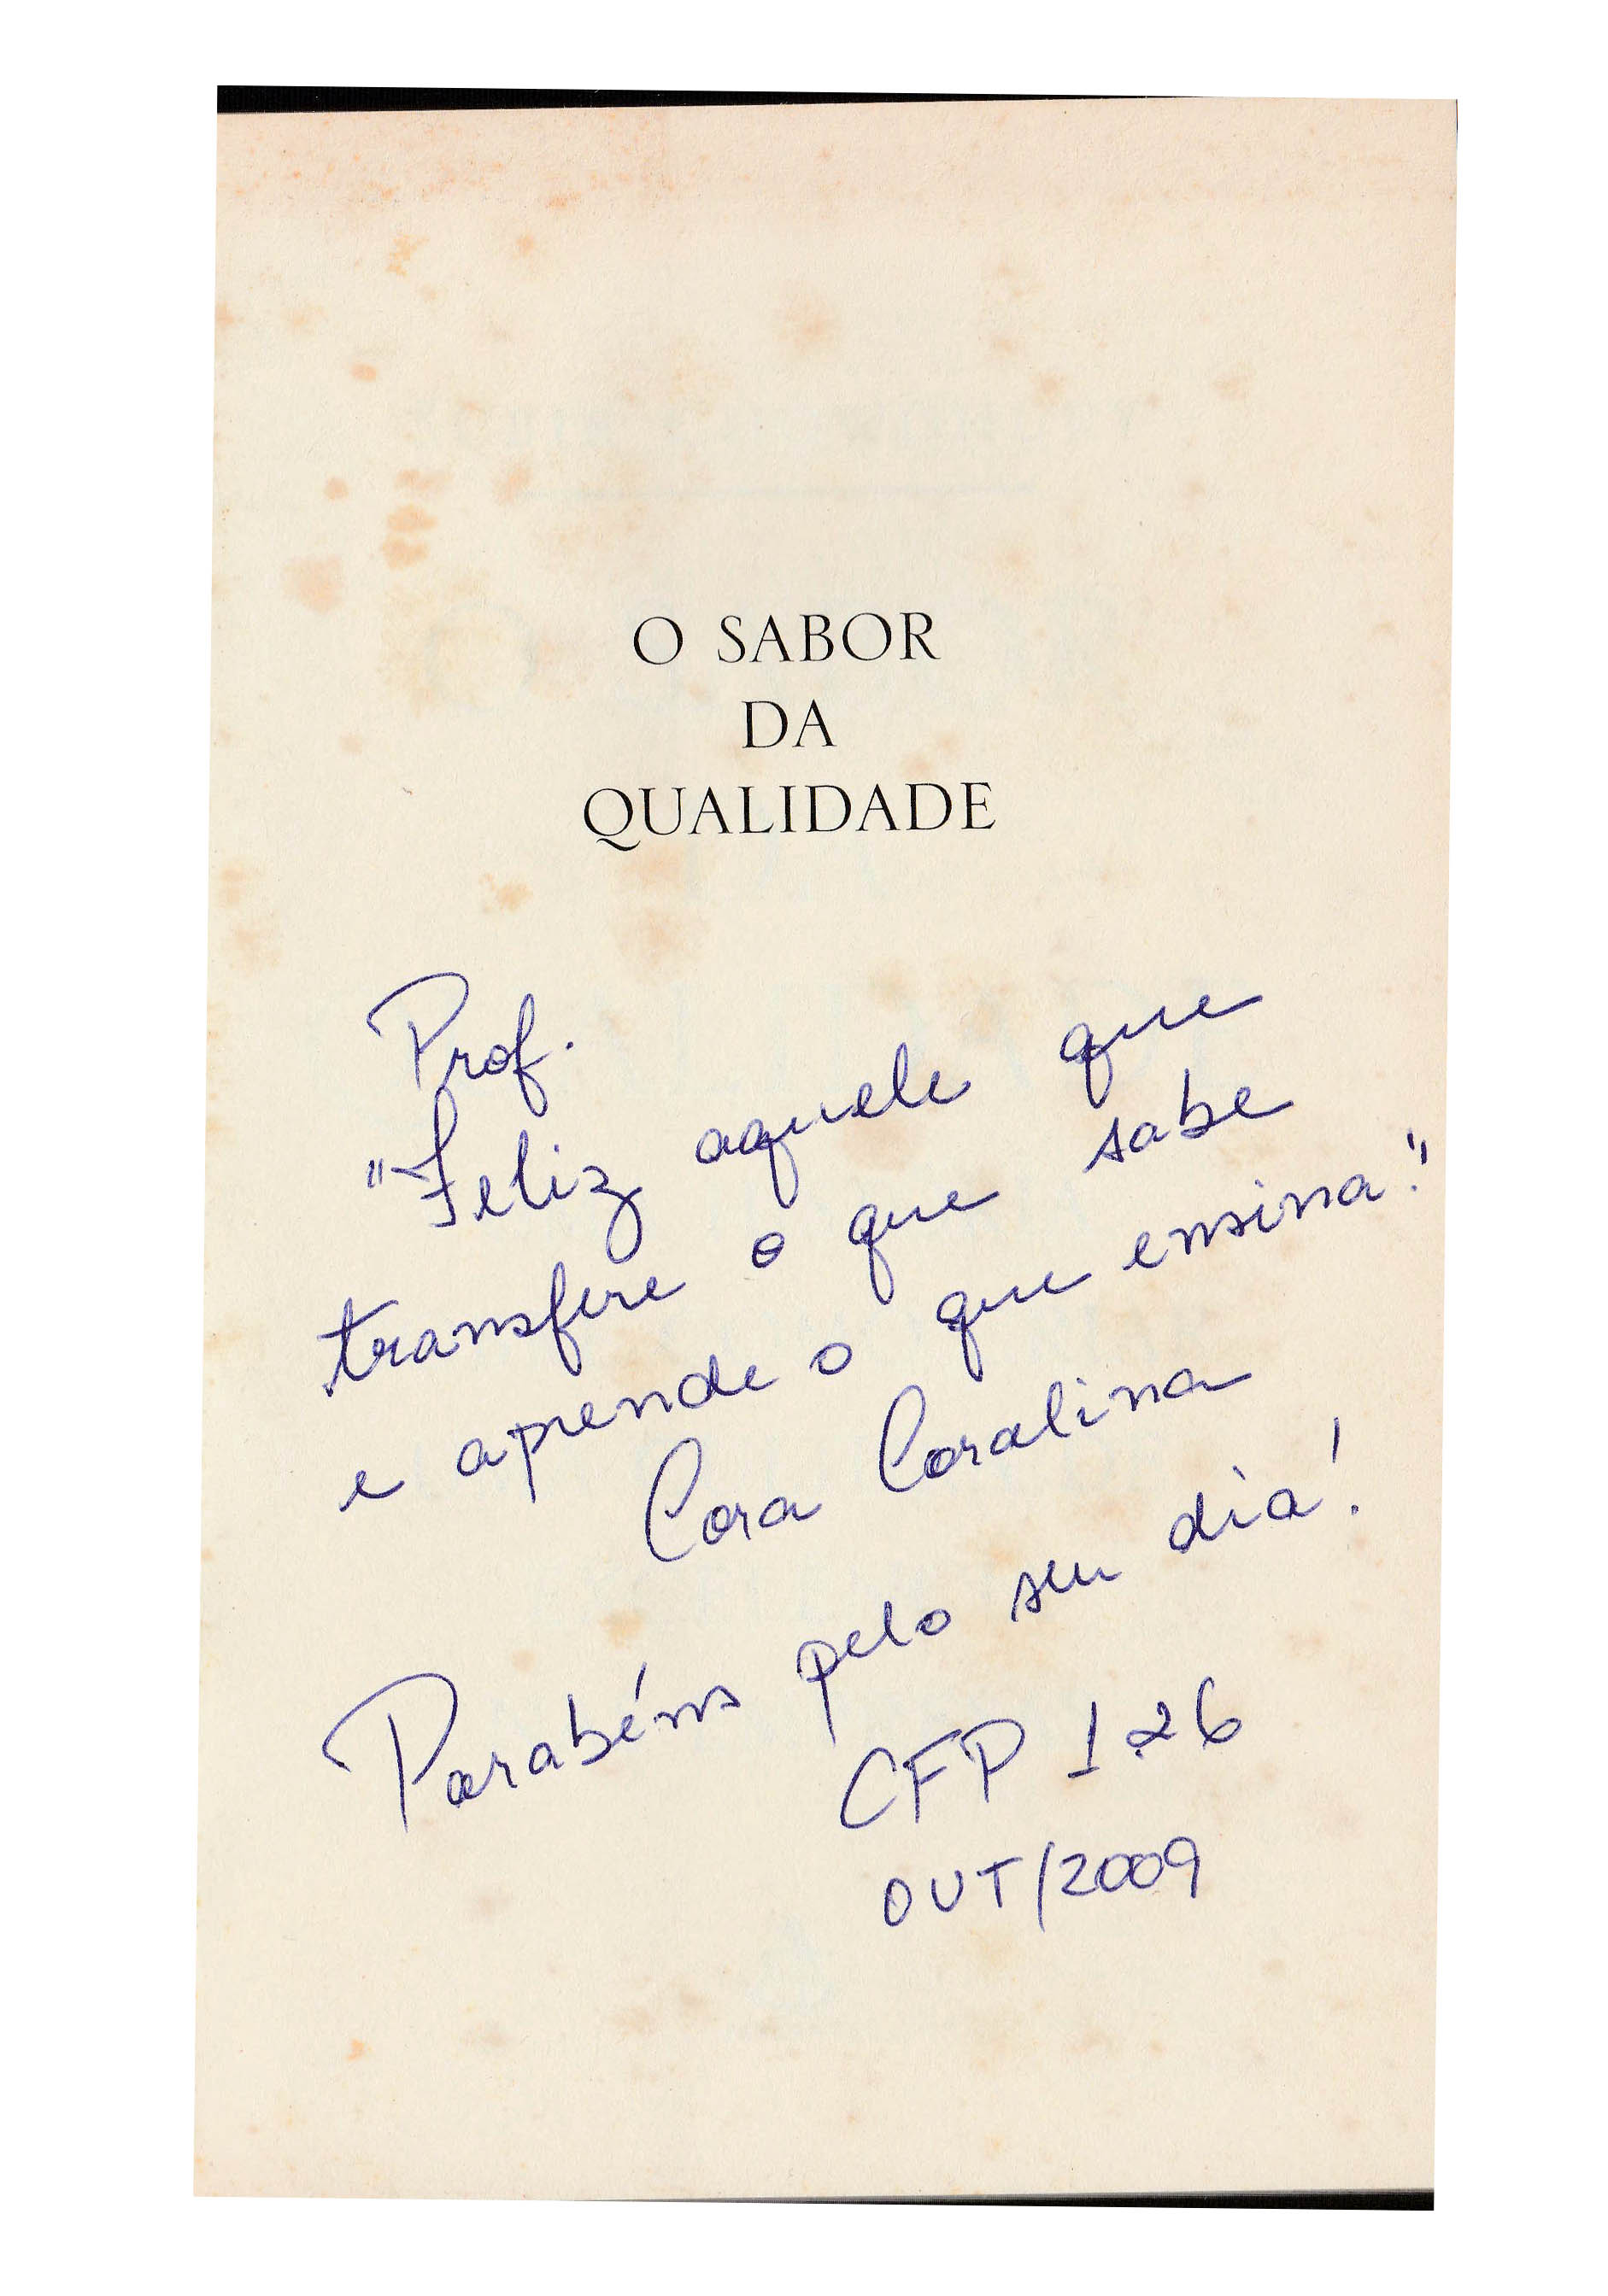 O SABOR
DA
QUALIDADE
Prof.
"Feliz aquele que
transfere o que sabe
e aprende o que ensina."
Cora Coralina
Parabéns pelo seu dia!
CFP 126
OUT/2009